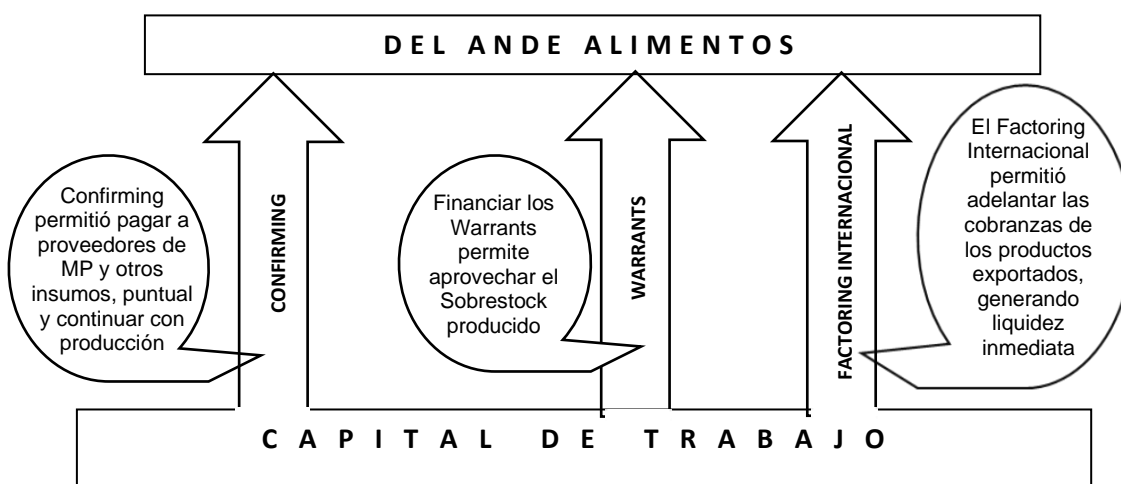 DEL ANDE ALIMENTOS
Confirming
permitió pagar a
proveedores de
MP y otros
insumos, puntual
y continuar con
producción
CONFIRMING
Financiar los
Warrants
permite
aprovechar el
Sobrestock
producido
WARRANTS
FACTORING INTERNACIONAL
El Factoring
Internacional
permitió
adelantar las
cobranzas de
los productos
exportados,
generando
liquidez
inmediata
CAPITAL DE TRABAJO